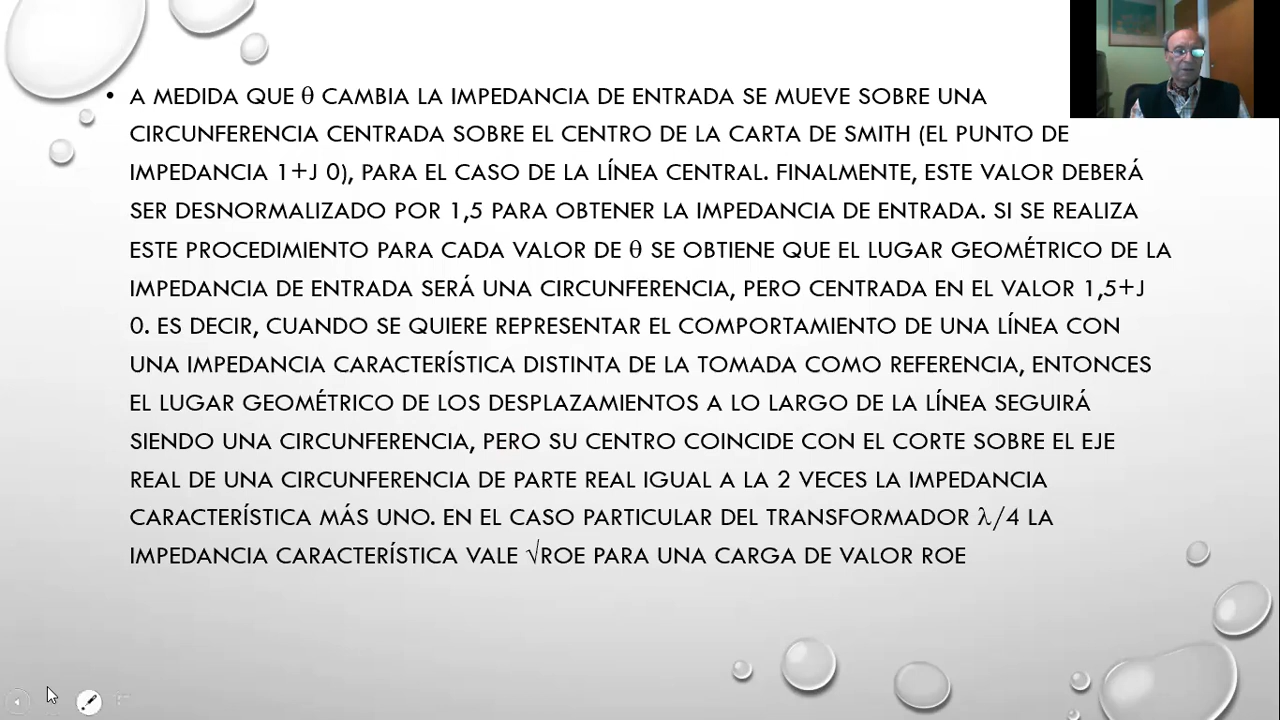 • A MEDIDA QUE θ CAMBIA LA IMPEDANCIA DE ENTRADA SE MUEVE SOBRE UNA
CIRCUNFERENCIA CENTRADA SOBRE EL CENTRO DE LA CARTA DE SMITH (EL PUNTO DE
IMPEDANCIA 1+J 0), PARA EL CASO DE LA LÍNEA CENTRAL. FINALMENTE, ESTE VALOR DEBERÁ
SER DESNORMALIZADO POR 1,5 PARA OBTENER LA IMPEDANCIA DE ENTRADA. SI SE REALIZA
ESTE PROCEDIMIENTO PARA CADA VALOR DE θ SE OBTIENE QUE EL LUGAR GEOMÉTRICO DE LA
IMPEDANCIA DE ENTRADA SERÁ UNA CIRCUNFERENCIA, PERO CENTRADA EN EL VALOR 1,5+J
0. ES DECIR, CUANDO SE QUIERE REPRESENTAR EL COMPORTAMIENTO DE UNA LÍNEA CON
UNA IMPEDANCIA CARACTERÍSTICA DISTINTA DE LA TOMADA COMO REFERENCIA, ENTONCES
EL LUGAR GEOMÉTRICO DE LOS DESPLAZAMIENTOS A LO LARGO DE LA LÍNEA SEGUIRÁ
SIENDO UNA CIRCUNFERENCIA, PERO SU CENTRO COINCIDE CON EL CORTE SOBRE EL EJE
REAL DE UNA CIRCUNFERENCIA DE PARTE REAL IGUAL A LA 2 VECES LA IMPEDANCIA
CARACTERÍSTICA MÁS UNO. EN EL CASO PARTICULAR DEL TRANSFORMADOR λ/4 LA
IMPEDANCIA CARACTERÍSTICA VALE √ROE PARA UNA CARGA DE VALOR ROE